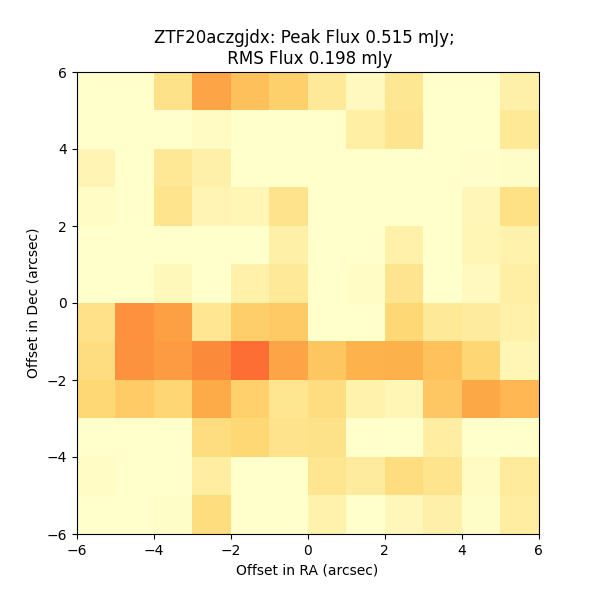 ZTF20aczgjdx: Peak Flux 0.515 mJy;
RMS Flux 0.198 mJy
6
4
2
0
−2
−4
−6
Offset in Dec (arcsec)
−6 −4 −2 0 2 4 6
Offset in RA (arcsec)